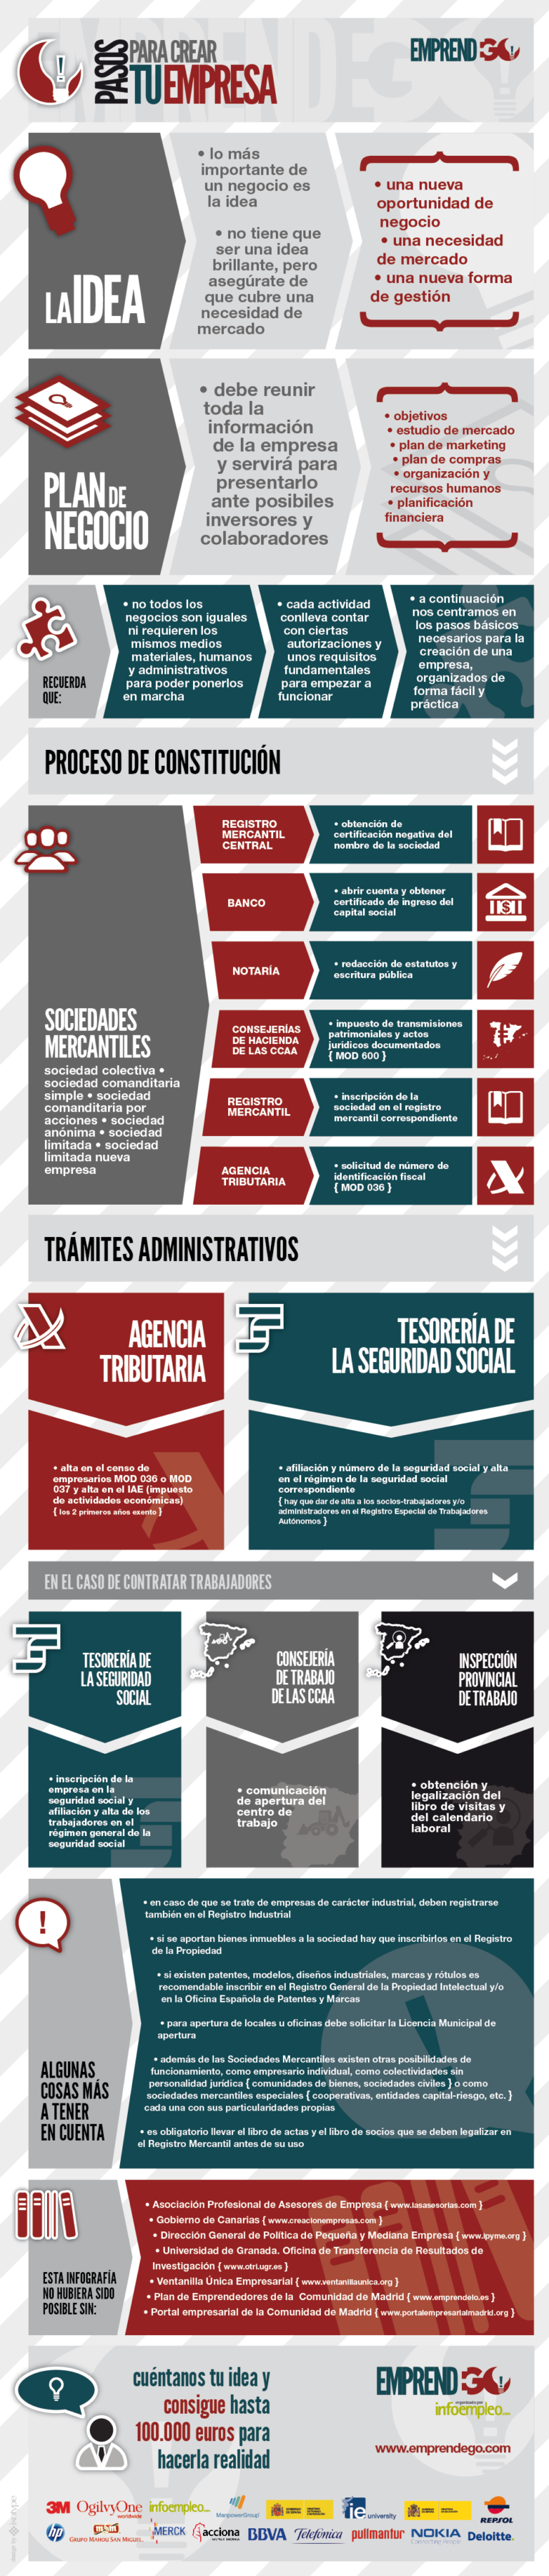 PASOS
PARA CREAR
TU EMPRESA
EMPRENDGO!
LA IDEA
• lo más
importante de
un negocio es
la idea
• no tiene que
ser una idea
brillante, pero
asegúrate de
que cubre una
necesidad de
mercado
• una nueva
oportunidad de
negocio
• una necesidad
de mercado
• una nueva forma
de gestión
PLAN DE
NEGOCIO
• debe reunir
toda la
información
de la empresa
y servirá para
presentarlo
ante posibiles
inversores y
colaboradores
• objetivos
• estudio de mercado
• plan de marketing
• plan de compras
• organización y
recursos humanos
• planificación
financiera
RECUERDA
QUE:
• no todos los
negocios son iguales
ni requieren los
mismos medios
materiales, humanos
y administrativos
para poder ponerlos
en marcha
• cada actividad
conlleva contar
con ciertas
autorizaciones y
unos requisitos
fundamentales
para empezar a
funcionar
• a continuación
nos centramos en
los pasos básicos
necesarios para la
creación de una
empresa,
organizados de
forma fácil y
práctica
PROCESO DE CONSTITUCIÓN
SOCIEDADES
MERCANTILES
sociedad colectiva •
sociedad comanditaria
simple • sociedad
comanditaria por
acciones • sociedad
anónima • sociedad
limitada • sociedad
limitada nueva
empresa
REGISTRO
MERCANTIL
CENTRAL
• obtención de
certificación negativa del
nombre de la sociedad
BANCO
• abrir cuenta y obtener
certificado de ingreso del
capital social
NOTARÍA
• redacción de estatutos y
escritura pública
CONSEJERÍAS
DE HACIENDA
DE LAS CCAA
• impuesto de transmisiones
patrimoniales y actos
jurídicos documentados
{ MOD 600 }
REGISTRO
MERCANTIL
• inscripción de la
sociedad en el registro
mercantil correspondiente
AGENCIA
TRIBUTARIA
• solicitud de número de
identificación fiscal
{ MOD 036 }
TRÁMITES ADMINISTRATIVOS
AGENCIA
TRIBUTARIA
• alta en el censo de
empresarios MOD 036 o MOD
037 y alta en el IAE (impuesto
de actividades económicas)
{ los 2 primeros años exento }
TESORERÍA DE
LA SEGURIDAD SOCIAL
• afiliación y número de la seguridad social y alta
en el régimen de la seguridad social
correspondiente
{ hay que dar de alta a los socios-trabajadores y/o
administradores en el Registro Especial de Trabajadores
Autónomos }
EN EL CASO DE CONTRATAR TRABAJADORES
TESORERÍA DE
LA SEGURIDAD
SOCIAL
• inscripción de la
empresa en la
seguridad social y
afiliación y alta de los
trabajadores en el
régimen general de la
seguridad social
CONSEJERÍA
DE TRABAJO
DE LAS CCAA
• comunicación
de apertura del
centro de
trabajo
INSPECCIÓN
PROVINCIAL
DE TRABAJO
• obtención y
legalización del
libro de visitas y
del calendario
laboral
ALGUNAS
COSAS MÁS
A TENER
EN CUENTA
• en caso de que se trate de empresas de carácter industrial, deben registrarse
también en el Registro Industrial
• si se aportan bienes inmuebles a la sociedad hay que inscribirlos en el Registro
de la Propiedad
• si existen patentes, modelos, diseños industriales, marcas y rótulos es
recomendable inscribir en el Registro General de la Propiedad Intelectual y/o
en la Oficina Española de Patentes y Marcas
• para apertura de locales u oficinas debe solicitar la Licencia Municipal de
apertura
• además de las Sociedades Mercantiles existen otras posibilidades de
funcionamiento, como empresario individual, como colectividades sin
personalidad jurídica { comunidades de bienes, sociedades civiles } o como
sociedades mercantiles especiales { cooperativas, entidades capital-riesgo, etc. }
cada una con sus particularidades propias
• es obligatorio llevar el libro de actas y el libro de socios que se deben legalizar en
el Registro Mercantil antes de su uso
ESTA INFOGRAFÍA
NO HUBIERA SIDO
POSIBLE SIN:
• Asociación Profesional de Asesores de Empresa { www.lasasesorias.com }
• Gobierno de Canarias { www.creacionempresas.com }
• Dirección General de Política de Pequeña y Mediana Empresa { www.ipyme.org }
• Universidad de Granada. Oficina de Transferencia de Resultados de
Investigación { www.otri.ugr.es }
• Ventanilla Única Empresarial { www.ventanillaunica.org }
• Plan de Emprendedores de la Comunidad de Madrid { www.emprendelo.es }
• Portal empresarial de la Comunidad de Madrid { www.portalempresarialmadrid.org }
cuéntanos tu idea y
consigue hasta
100.000 euros para
hacerla realidad
EMPRENDGO!
infoempleo
www.emprendego.com
3M OgilvyOne worldwide infoempleo ManpowerGroup ie university REPSOL
hp GRUPO MAHOU SAN MIGUEL MERCK acciona BBVA Telefónica pullmantur NOKIA Deloitte.